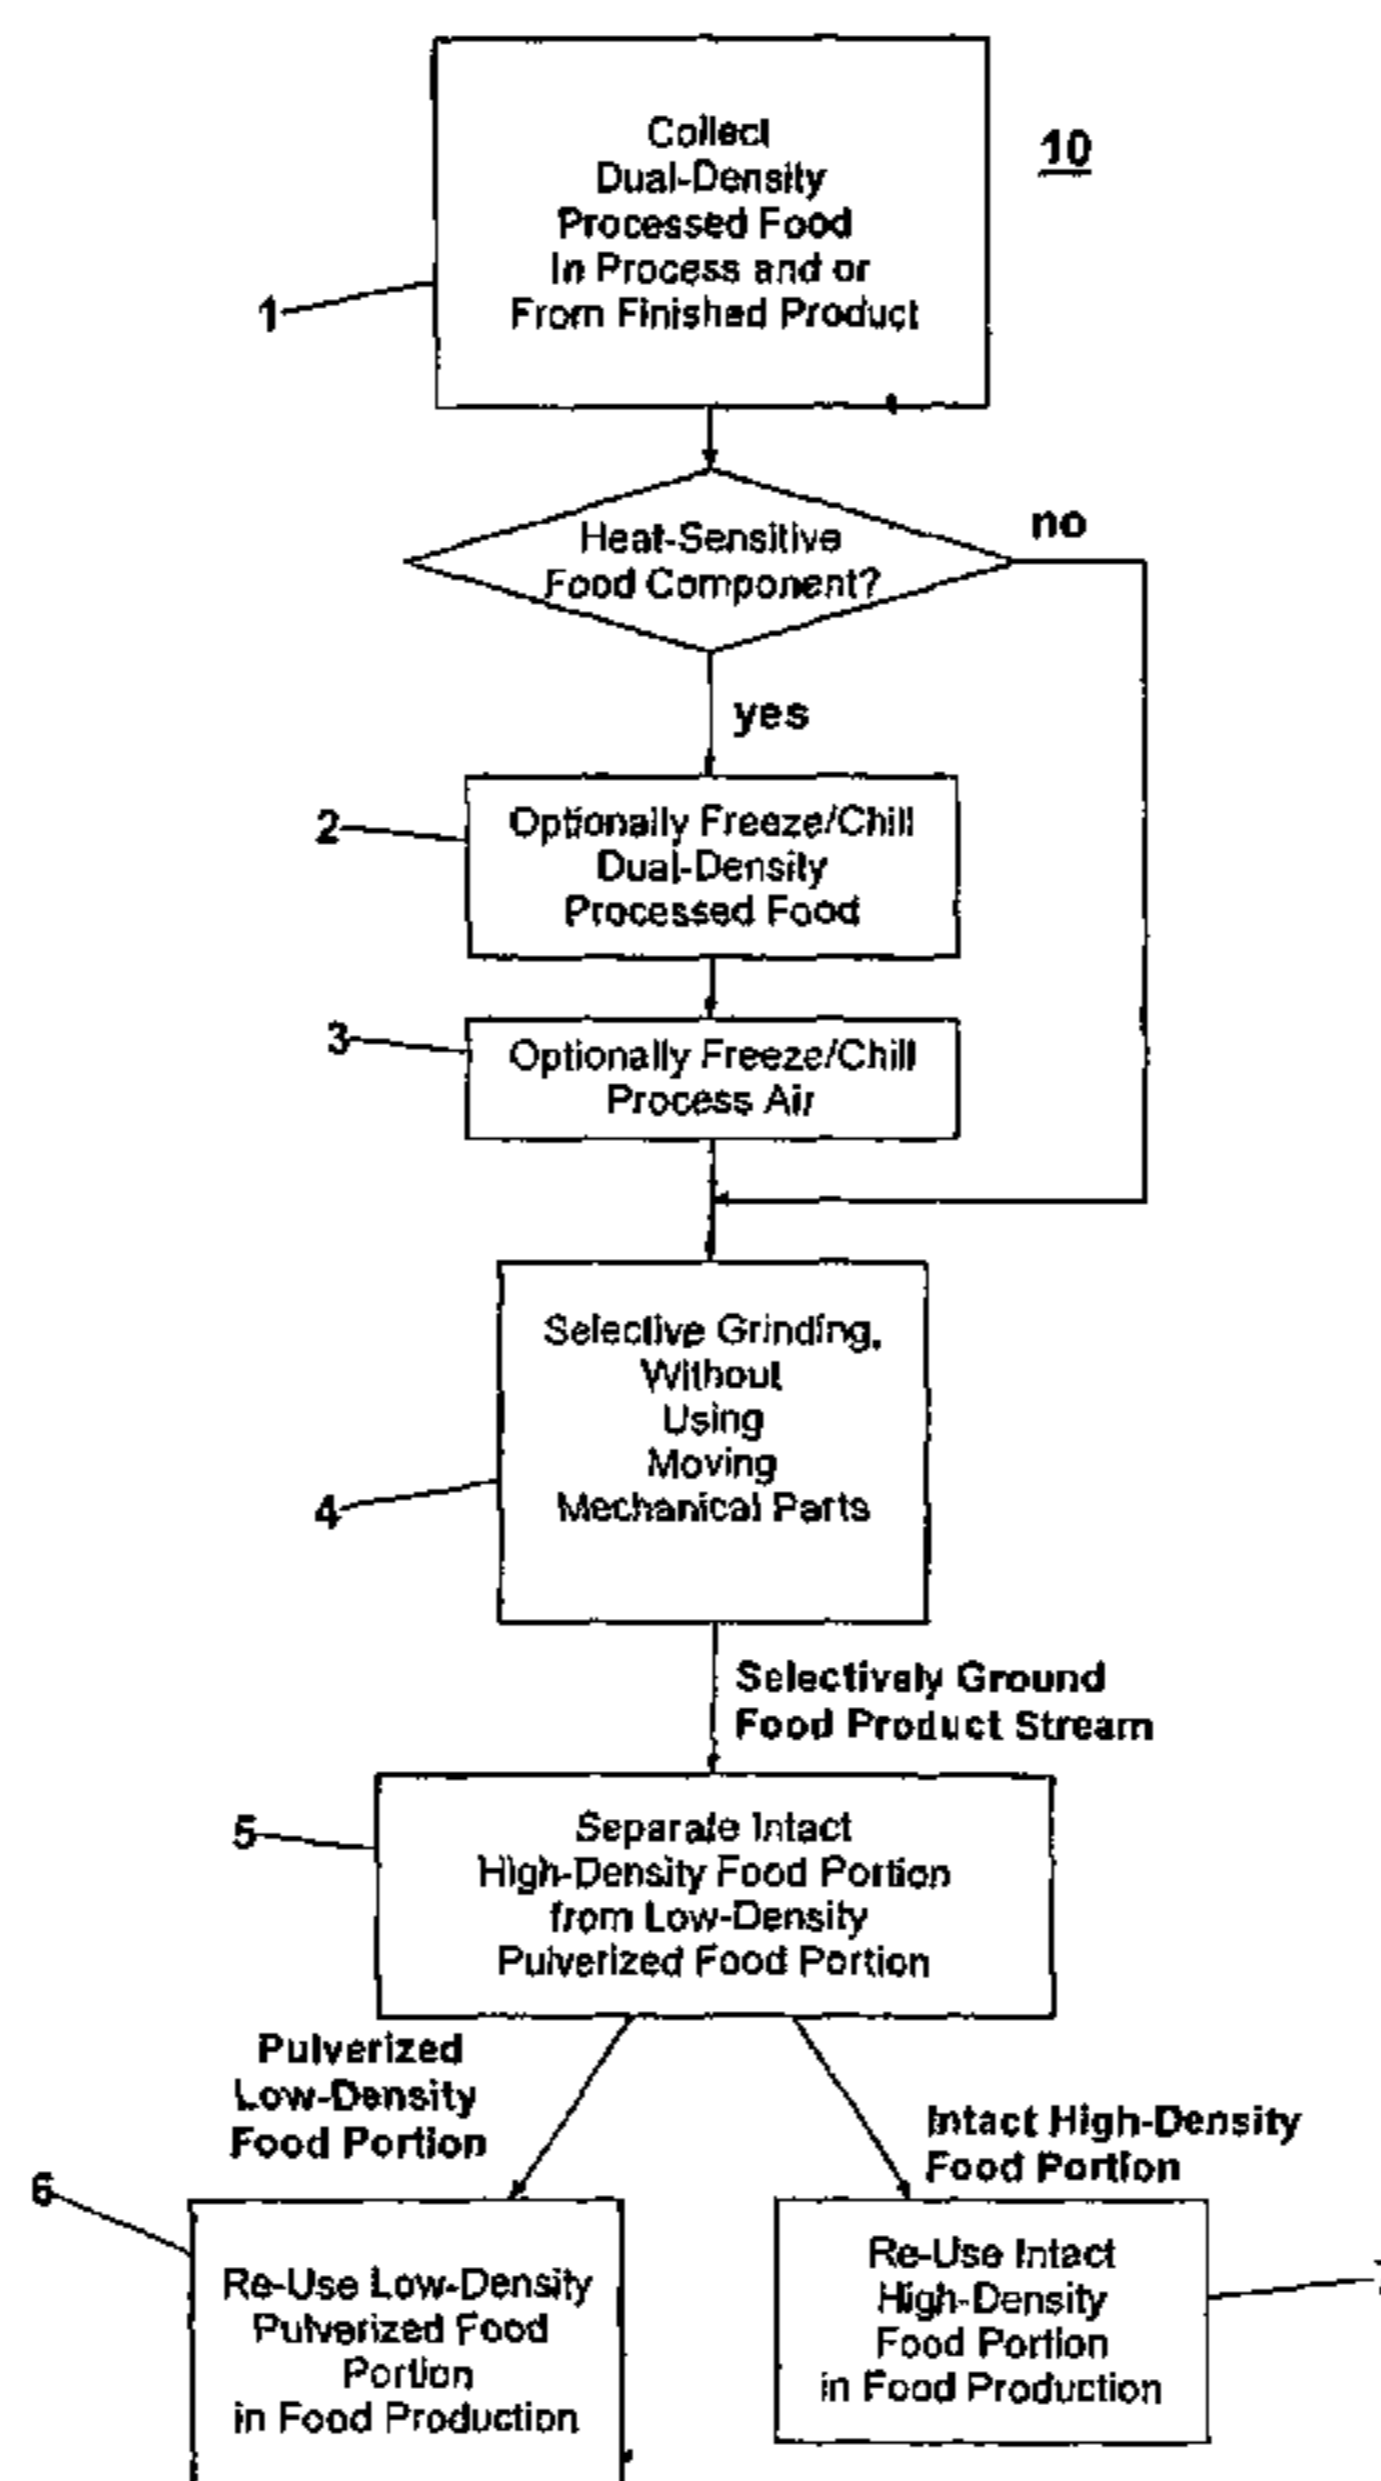 Collect
Dual-Density
Processed Food
In Process and or
From Finished Product
10
1
Heat-Sensitive
Food Component?
no
yes
2
Optionally Freeze/Chill
Dual-Density
Processed Food
3
Optionally Freeze/Chill
Process Air
Selective Grinding,
Without
Using
Moving
Mechanical Parts
4
Selectively Ground
Food Product Stream
5
Separate Intact
High-Density Food Portion
from Low-Density
Pulverized Food Portion
Pulverized
Low-Density
Food Portion
Intact High-Density
Food Portion
6
Re-Use Low-Density
Pulverized Food
Portion
in Food Production
Re-Use Intact
High-Density
Food Portion
in Food Production